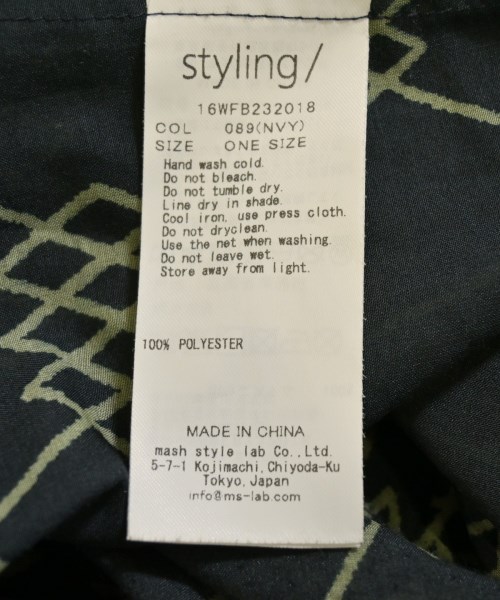 styling/
16WFB232018
COL 089(NVY)
SIZE ONE SIZE
Hand wash cold.
Do not bleach.
Do not tumble dry.
Line dry in shade.
Cool iron, use press cloth.
Do not dryclean.
Use the net when washing.
Do not leave wet.
Store away from light.
100% POLYESTER
MADE IN CHINA
mash style lab Co., Ltd.
5-7-1 Kojimachi, Chiyoda-Ku
Tokyo, Japan
info@ms-lab.com